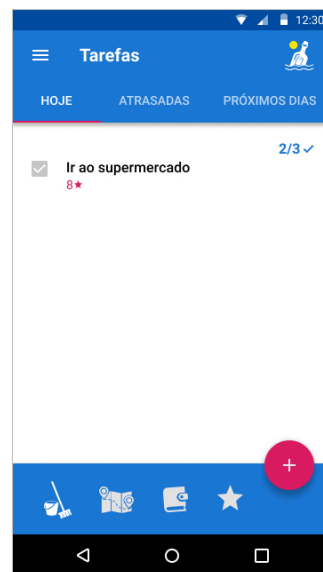 12:30
Tarefas
HOJE ATRASADAS PRÓXIMOS DIAS
2/3
Ir ao supermercado
8★
+